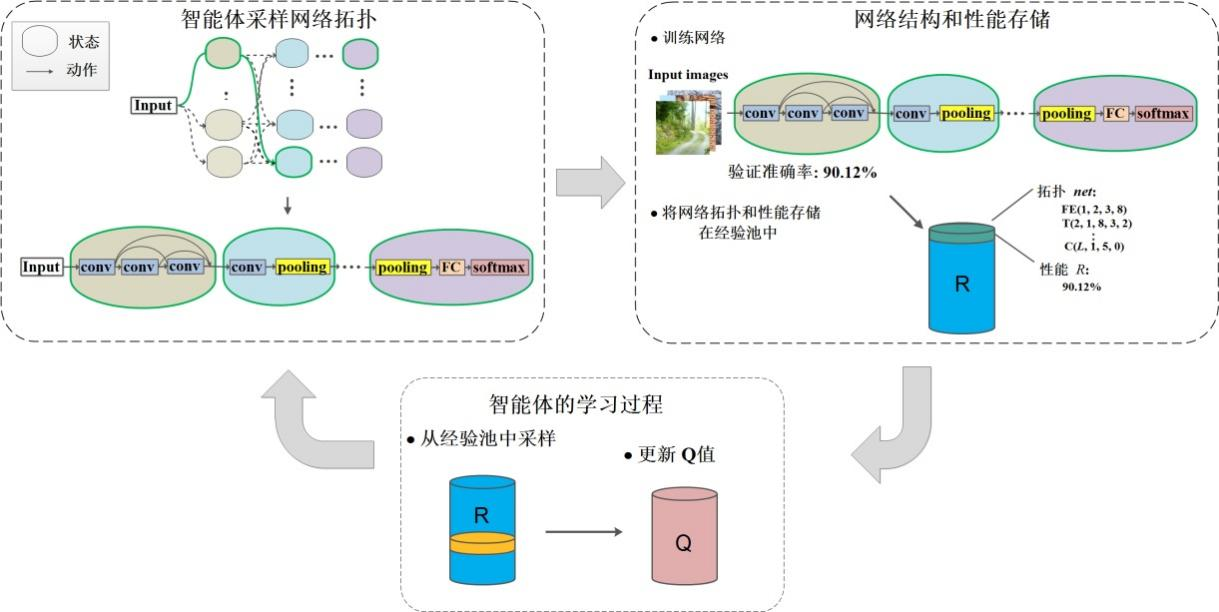 智能体采样网络拓扑
状态
动作
Input
Input
conv conv conv conv pooling pooling FC softmax
网络结构和性能存储
• 训练网络
Input images
conv conv conv conv pooling pooling FC softmax
验证准确率: 90.12%
• 将网络拓扑和性能存储
在经验池中
R
拓扑 net:
FE(1, 2, 3, 8)
T(2, 1, 8, 3, 2)
C(L, 1, 5, 0)
性能 R:
90.12%
智能体的学习过程
• 从经验池中采样
• 更新 Q值
R
Q